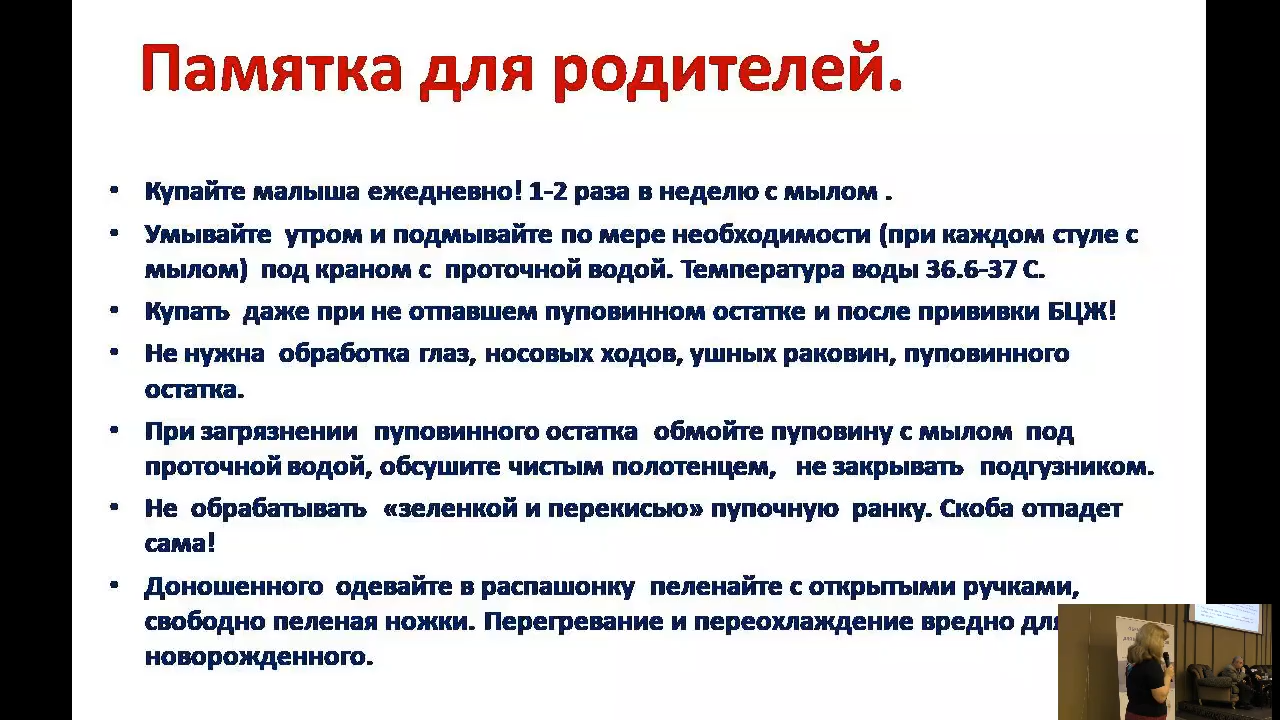 Памятка для родителей.
• Купайте малыша ежедневно! 1-2 раза в неделю с мылом .
• Умывайте утром и подмывайте по мере необходимости (при каждом стуле с
мылом) под краном с проточной водой. Температура воды 36.6-37 С.
• Купать даже при не отпавшем пуповинном остатке и после прививки БЦЖ!
• Не нужна обработка глаз, носовых ходов, ушных раковин, пуповинного
остатка.
• При загрязнении пуповинного остатка обмойте пуповину с мылом под
проточной водой, обсушите чистым полотенцем, не закрывать подгузником.
• Не обрабатывать «зеленкой и перекисью» пупочную ранку. Скоба отпадет
сама!
• Доношенного одевайте в распашонку пеленайте с открытыми ручками,
свободно пеленая ножки. Перегревание и переохлаждение вредно для
новорожденного.